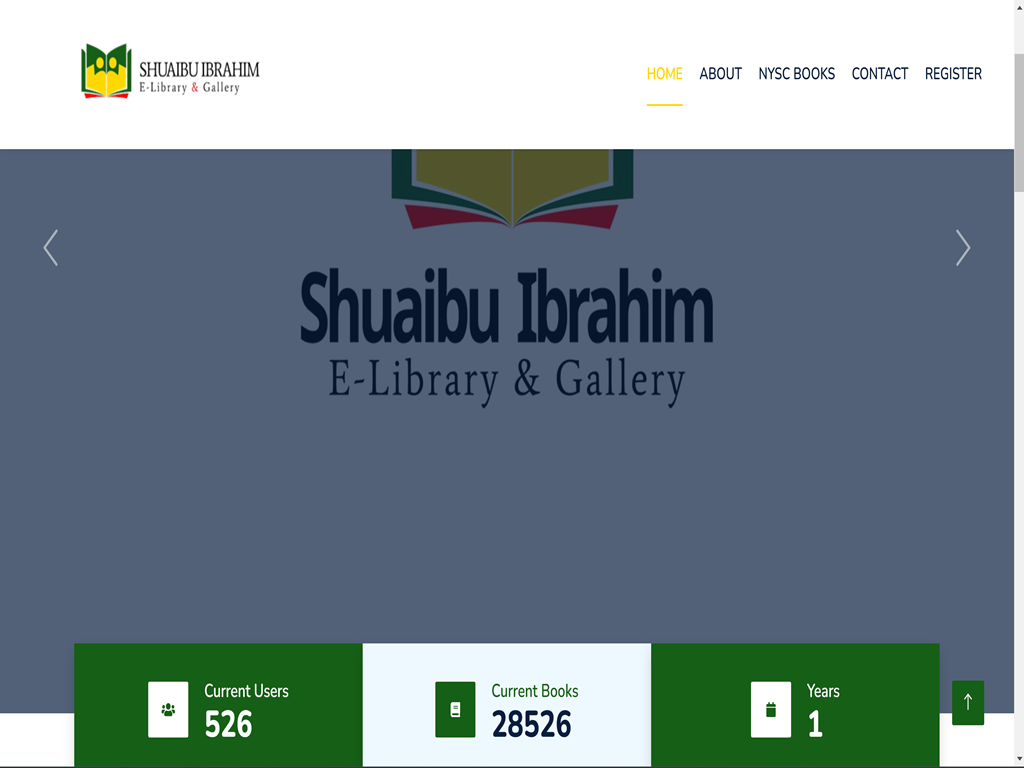 SHUAIBU IBRAHIM
E-Library & Gallery
HOME ABOUT NYSC BOOKS CONTACT REGISTER
Shuaibu Ibrahim
E-Library & Gallery
Current Users
526
Current Books
28526
Years
1